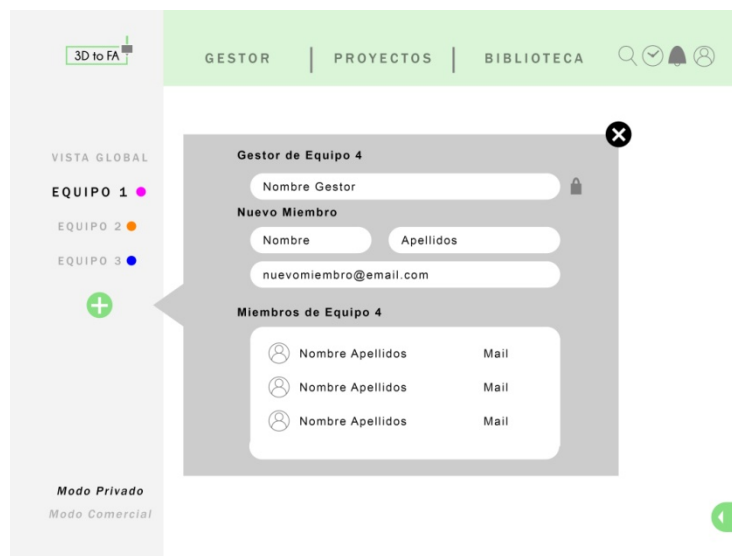 3D to FA
GESTOR | PROYECTOS | BIBLIOTECA
VISTA GLOBAL
EQUIPO 1
EQUIPO 2
EQUIPO 3
Gestor de Equipo 4
Nombre Gestor
Nuevo Miembro
Nombre Apellidos
nuevomiembro@email.com
Miembros de Equipo 4
Nombre Apellidos Mail
Nombre Apellidos Mail
Nombre Apellidos Mail
Modo Privado
Modo Comercial